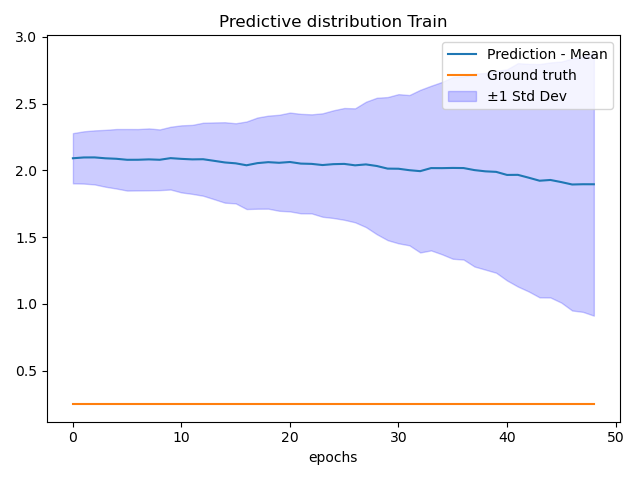 Predictive distribution Train
3.0
2.5
2.0
1.5
1.0
0.5
Prediction - Mean
Ground truth
±1 Std Dev
0 10 20 30 40 50
epochs